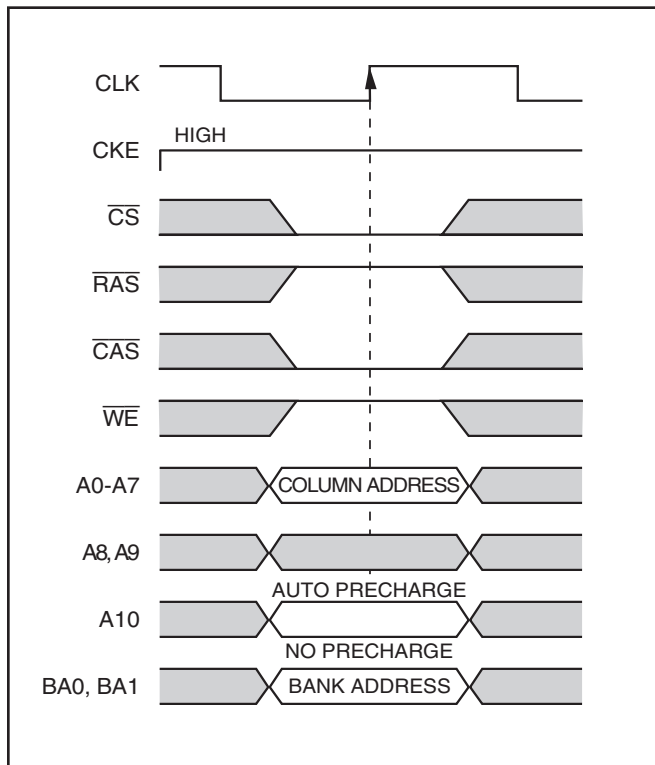 CLK
HIGH
CKE
CS
RAS
CAS
WE
A0-A7 COLUMN ADDRESS
A8, A9
AUTO PRECHARGE
A10
NO PRECHARGE
BA0, BA1 BANK ADDRESS